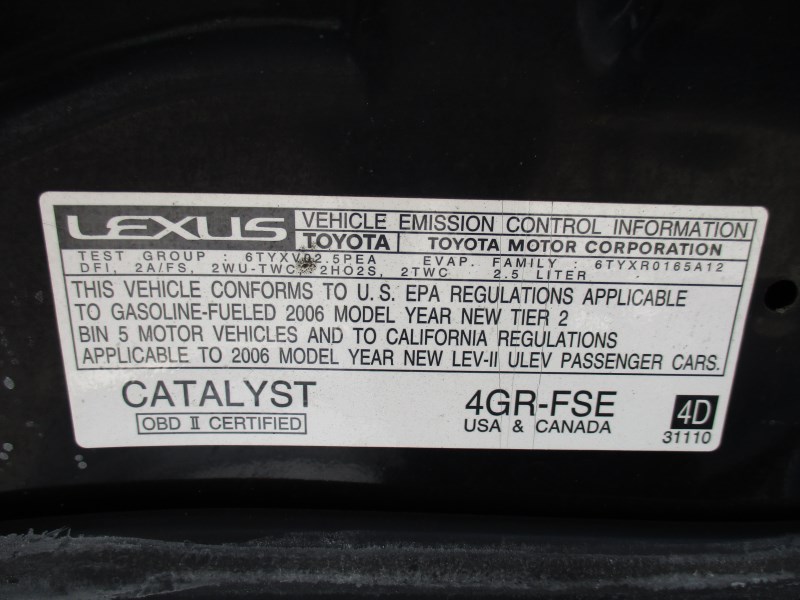 LEXUS VEHICLE EMISSION CONTROL INFORMATION
TOYOTA TOYOTA MOTOR CORPORATION
TEST GROUP : 6TYXV02.5PEA EVAP. FAMILY : 6TYXR0165A12
DFI, 2A/FS, 2WU-TWC, 2HO2S, 2TWC 2.5 LITER
THIS VEHICLE CONFORMS TO U.S. EPA REGULATIONS APPLICABLE
TO GASOLINE-FUELED 2006 MODEL YEAR NEW TIER 2
BIN 5 MOTOR VEHICLES AND TO CALIFORNIA REGULATIONS
APPLICABLE TO 2006 MODEL YEAR NEW LEV-II ULEV PASSENGER CARS.
CATALYST 4GR-FSE 4D
OBD II CERTIFIED USA & CANADA 31110